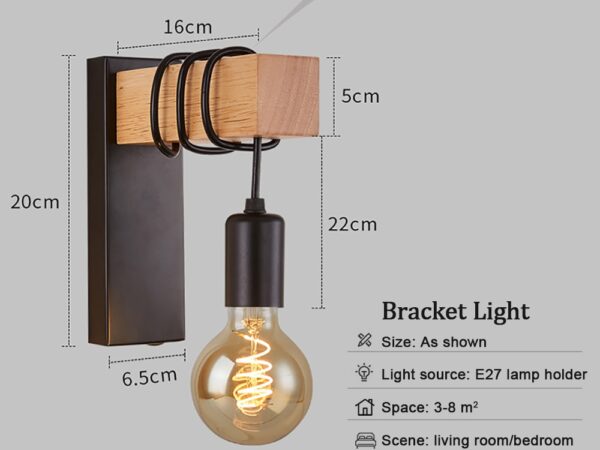 16cm
5cm
20cm
22cm
6.5cm
Bracket Light
Size: As shown
Light source: E27 lamp holder
Space: 3-8 m²
Scene: living room/bedroom